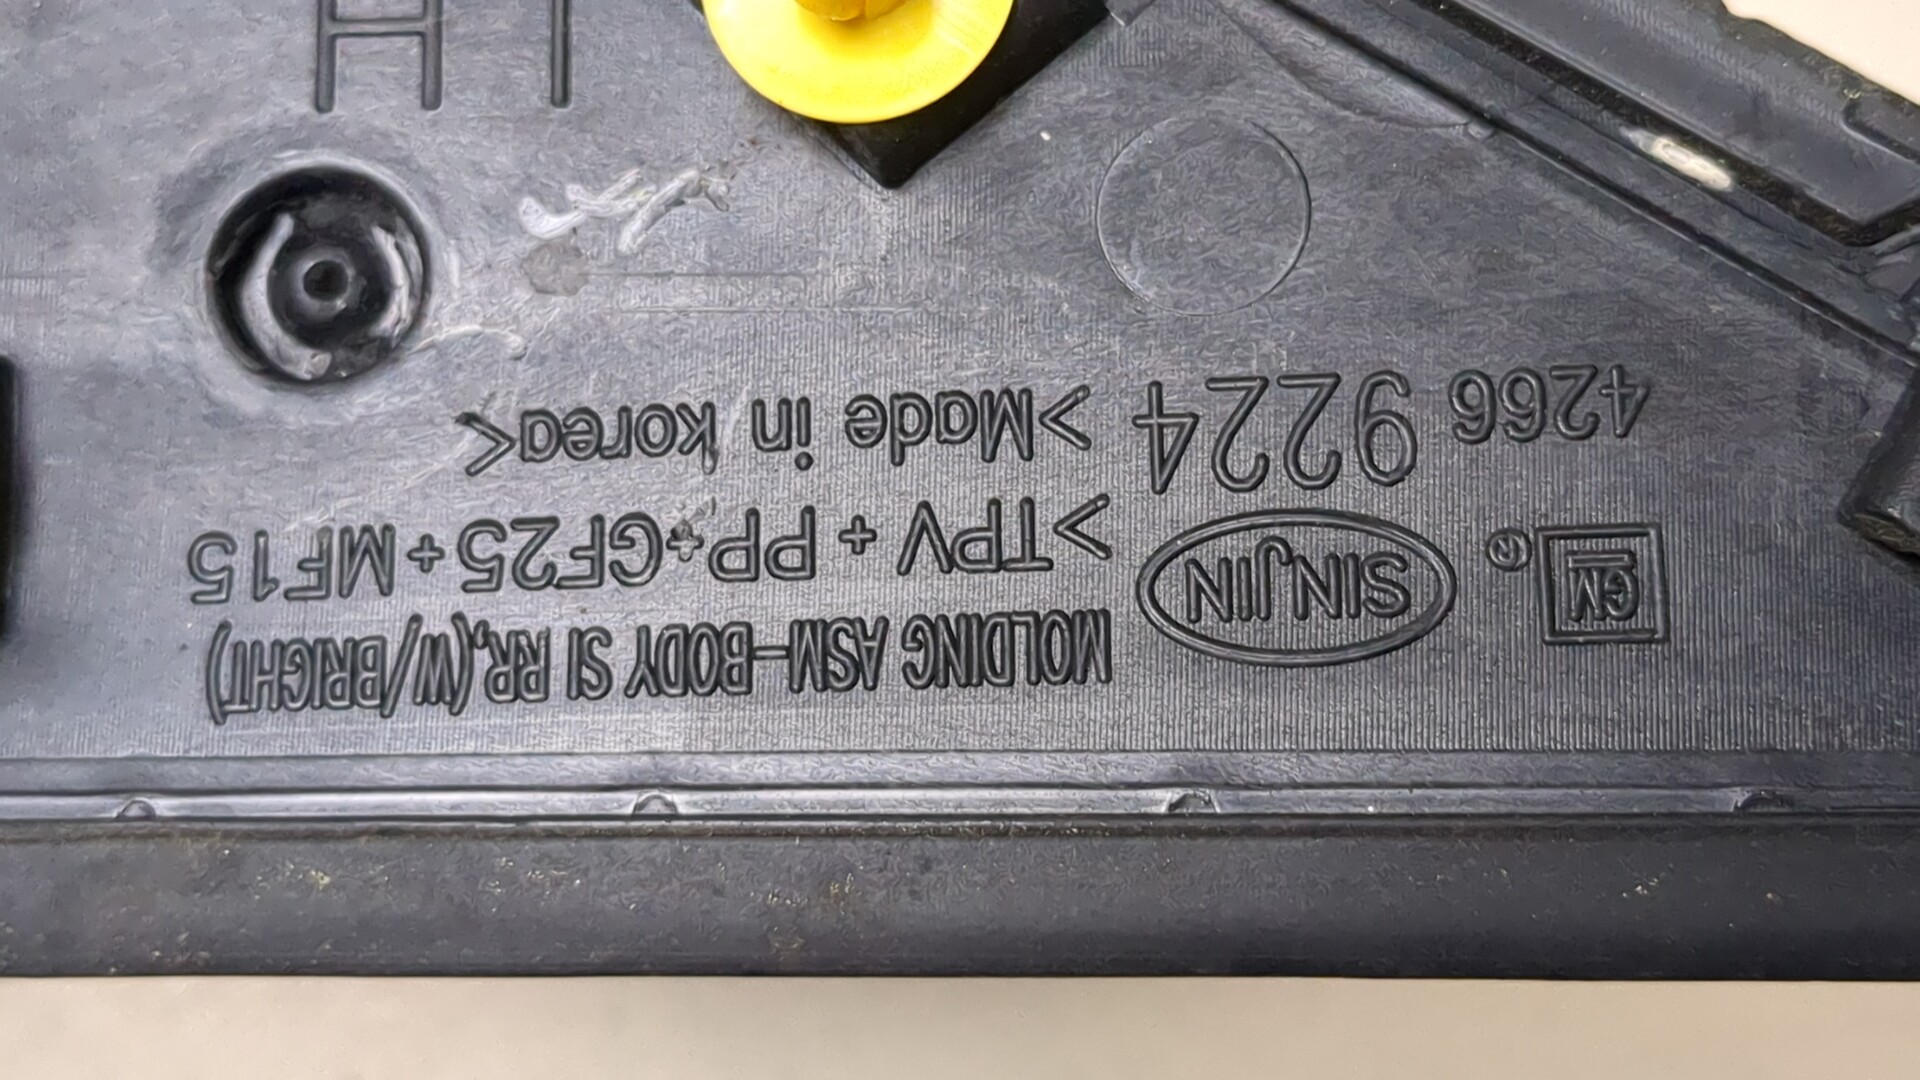 MOLDING ASM-BODY SI RR,(W/BRIGHT)
GM ® SINJIN >TPV + PP+GF25+MF15
4266 9224 >Made in korea<